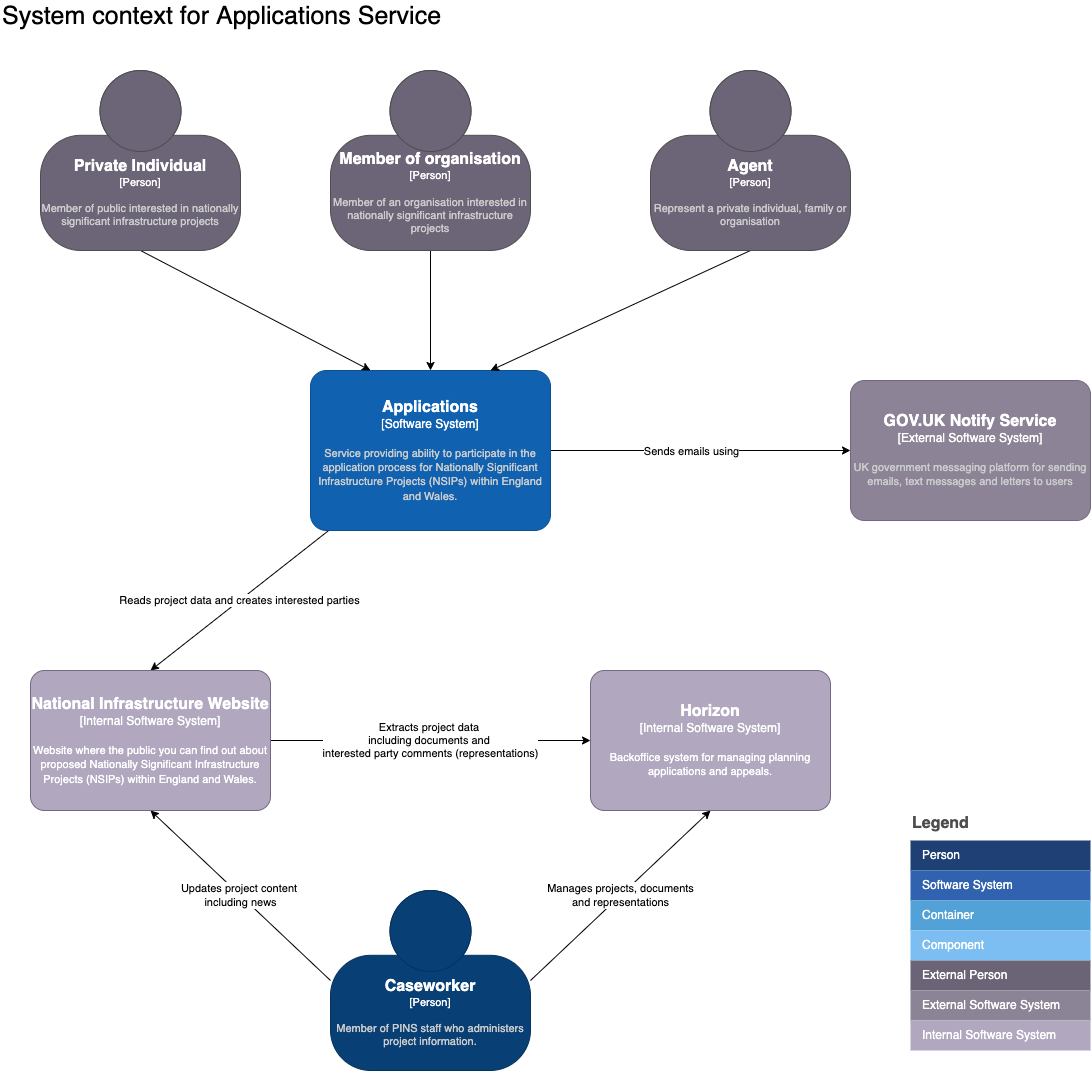 System context for Applications Service
Private Individual
[Person]
Member of public interested in nationally
significant infrastructure projects
Member of organisation
[Person]
Member of an organisation interested in
nationally significant infrastructure
projects
Agent
[Person]
Represent a private individual, family or
organisation
Applications
[Software System]
Service providing ability to participate in the
application process for Nationally Significant
Infrastructure Projects (NSIPs) within England
and Wales.
Sends emails using
GOV.UK Notify Service
[External Software System]
UK government messaging platform for sending
emails, text messages and letters to users
Reads project data and creates interested parties
National Infrastructure Website
[Internal Software System]
Website where the public you can find out about
proposed Nationally Significant Infrastructure
Projects (NSIPs) within England and Wales.
Extracts project data
including documents and
interested party comments (representations)
Horizon
[Internal Software System]
Backoffice system for managing planning
applications and appeals.
Updates project content
including news
Manages projects, documents
and representations
Caseworker
[Person]
Member of PINS staff who administers
project information.
Legend
Person
Software System
Container
Component
External Person
External Software System
Internal Software System